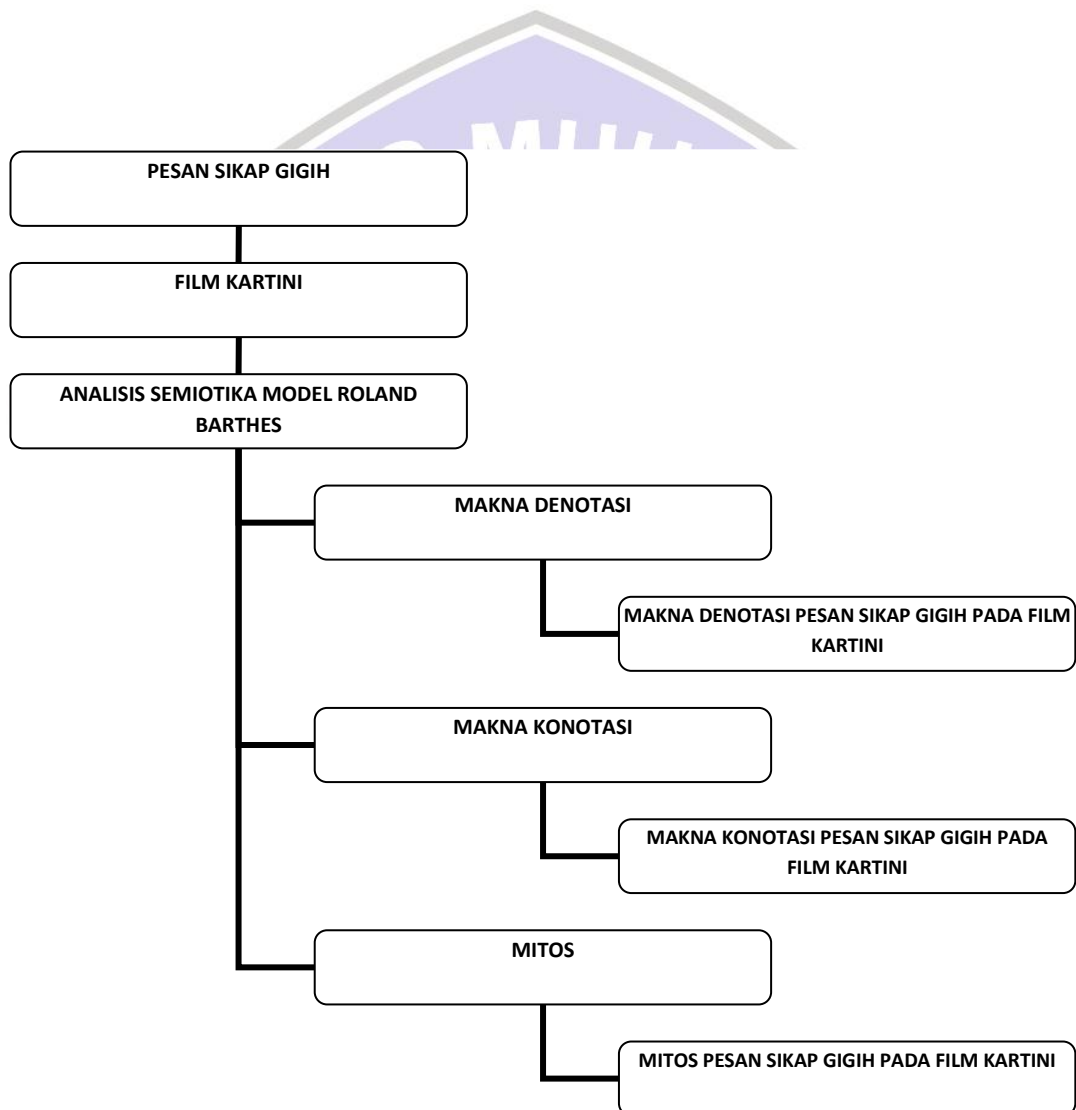 PESAN SIKAP GIGIH
FILM KARTINI
ANALISIS SEMIOTIKA MODEL ROLAND
BARTHES
MAKNA DENOTASI
MAKNA DENOTASI PESAN SIKAP GIGIH PADA FILM
KARTINI
MAKNA KONOTASI
MAKNA KONOTASI PESAN SIKAP GIGIH PADA
FILM KARTINI
MITOS
MITOS PESAN SIKAP GIGIH PADA FILM KARTINI